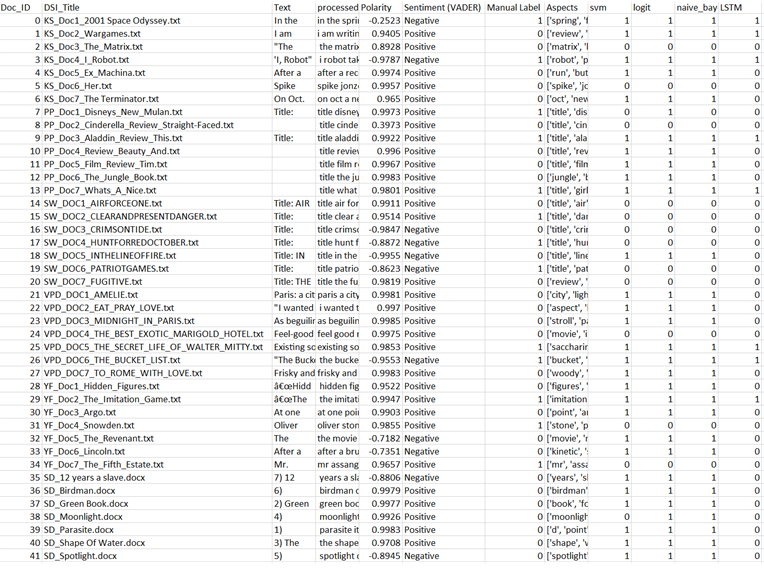 Doc_ID DSI_Title Text processed Polarity Sentiment (VADER) Manual Label Aspects svm logit naive_bay LSTM
0 KS_Doc1_2001 Space Odyssey.txt In the in the sprin -0.2523 Negative 1 ['spring', 'f 1 1 1 1
1 KS_Doc2_Wargames.txt I am i am writin 0.9405 Positive 0 ['review', ' 1 1 1 0
2 KS_Doc3_The_Matrix.txt "The the matrix 0.8928 Positive 0 ['matrix', 'l 0 0 0 0
3 KS_Doc4_I_Robot.txt 'I, Robot" i robot tak -0.9787 Negative 1 ['robot', 'p 1 1 1 1
4 KS_Doc5_Ex_Machina.txt After a after a rec 0.9974 Positive 0 ['run', 'but 1 1 1 0
5 KS_Doc6_Her.txt Spike spike jonze 0.9957 Positive 0 ['spike', 'jo 0 0 0 0
6 KS_Doc7_The Terminator.txt On Oct. on oct a ne 0.965 Positive 0 ['oct', 'nev 1 1 1 0
7 PP_Doc1_Disneys_New_Mulan.txt Title: title disney 0.9973 Positive 1 ['title', 'dis 0 1 1 0
8 PP_Doc2_Cinderella_Review_Straight-Faced.txt title cinde 0.3973 Positive 0 ['title', 'cin 0 0 0 0
9 PP_Doc3_Aladdin_Review_This.txt Title: title aladdi 0.9922 Positive 1 ['title', 'ala 1 1 1 1
10 PP_Doc4_Review_Beauty_And.txt title reviev 0.996 Positive 0 ['title', 'rev 0 0 0 0
11 PP_Doc5_Film_Review_Tim.txt title film r 0.9967 Positive 0 ['title', 'film 1 1 1 0
12 PP_Doc6_The_Jungle_Book.txt title the ju 0.9983 Positive 0 ['jungle', 'b 1 1 1 0
13 PP_Doc7_Whats_A_Nice.txt title what 0.9801 Positive 1 ['title', 'girl 1 1 1 1
14 SW_DOC1_AIRFORCEONE.txt Title: AIR title air for 0.9911 Positive 0 ['title', 'air' 0 0 0 0
15 SW_DOC2_CLEARANDPRESENTDANGER.txt Title: title clear a 0.9514 Positive 1 ['title', 'dar 0 0 0 0
16 SW_DOC3_CRIMSONTIDE.txt Title: title crimso -0.9847 Negative 0 ['title', 'crir 0 0 0 0
17 SW_DOC4_HUNTFORREDOCTOBER.txt Title: title hunt f -0.8872 Negative 1 ['title', 'hu 0 0 0 0
18 SW_DOC5_INTHELINEOFFIRE.txt Title: IN title in the -0.9955 Negative 0 ['title', 'line 1 1 1 0
19 SW_DOC6_PATRIOTGAMES.txt Title: title patrio -0.8623 Negative 1 ['title', 'pat 0 0 0 0
20 SW_DOC7_FUGITIVE.txt Title: THE title the fu 0.9819 Positive 0 ['review', ' 0 0 0 0
21 VPD_DOC1_AMELIE.txt Paris: a cit paris a city 0.9981 Positive 0 ['city', 'ligh 1 1 1 0
22 VPD_DOC2_EAT_PRAY_LOVE.txt "I wanted i wanted t 0.997 Positive 0 ['aspect', ' 1 1 1 0
23 VPD_DOC3_MIDNIGHT_IN_PARIS.txt As beguilin as beguilin 0.9985 Positive 0 ['stroll', 'pa 1 1 1 0
24 VPD_DOC4_THE_BEST_EXOTIC_MARIGOLD_HOTEL.txt Feel-good feel good r 0.9975 Positive 0 ['movie', 'i 0 0 0 0
25 VPD_DOC5_THE_SECRET_LIFE_OF_WALTER_MITTY.txt Existing so existing so 0.9853 Positive 1 ['saccharin 1 1 1 1
26 VPD_DOC6_THE_BUCKET_LIST.txt "The Buck the bucke -0.9553 Negative 1 ['bucket', ' 1 1 1 1
27 VPD_DOC7_TO_ROME_WITH_LOVE.txt Frisky and frisky and 0.9983 Positive 0 ['woody', ' 1 1 1 0
28 YF_Doc1_Hidden_Figures.txt â€œHidd hidden fig 0.9522 Positive 0 ['figures', ' 1 1 1 0
29 YF_Doc2_The_Imitation_Game.txt â€œThe 0.9947 Positive 1 ['imitation 1 1 1 1
30 YF_Doc3_Argo.txt At one at one poir 0.9903 Positive 0 ['point', 'ar 1 1 1 0
31 YF_Doc4_Snowden.txt Oliver oliver ston 0.9855 Positive 1 ['stone', 'p 0 0 0 0
32 YF_Doc5_The_Revenant.txt The the movie -0.7182 Negative 0 ['movie', 'r 1 1 1 0
33 YF_Doc6_Lincoln.txt After a after a bru -0.7351 Negative 0 ['kinetic', ' 1 1 1 0
34 YF_Doc7_The_Fifth_Estate.txt Mr. mr assang 0.9657 Positive 1 ['mr', 'assa 0 0 0 0
35 SD_12 years a slave.docx 7) 12 years a sla -0.8806 Negative 0 ['years', 'sl 1 1 1 0
36 SD_Birdman.docx 6) birdman c 0.9979 Positive 0 ['birdman' 1 1 1 0
37 SD_Green Book.docx 2) Green green boo 0.9977 Positive 0 ['book', 'fo 1 1 1 0
38 SD_Moonlight.docx 4) moonlight 0.9926 Positive 0 ['moonligh 0 1 1 0
39 SD_Parasite.docx 1) parasite it 0.9983 Positive 0 ['d', 'point' 1 1 1 0
40 SD_Shape Of Water.docx 3) The the shape 0.9708 Positive 0 ['shape', 'v 1 1 1 0
41 SD_Spotlight.docx 5) spotlight c -0.8945 Negative 0 ['spotlight' 1 1 1 0